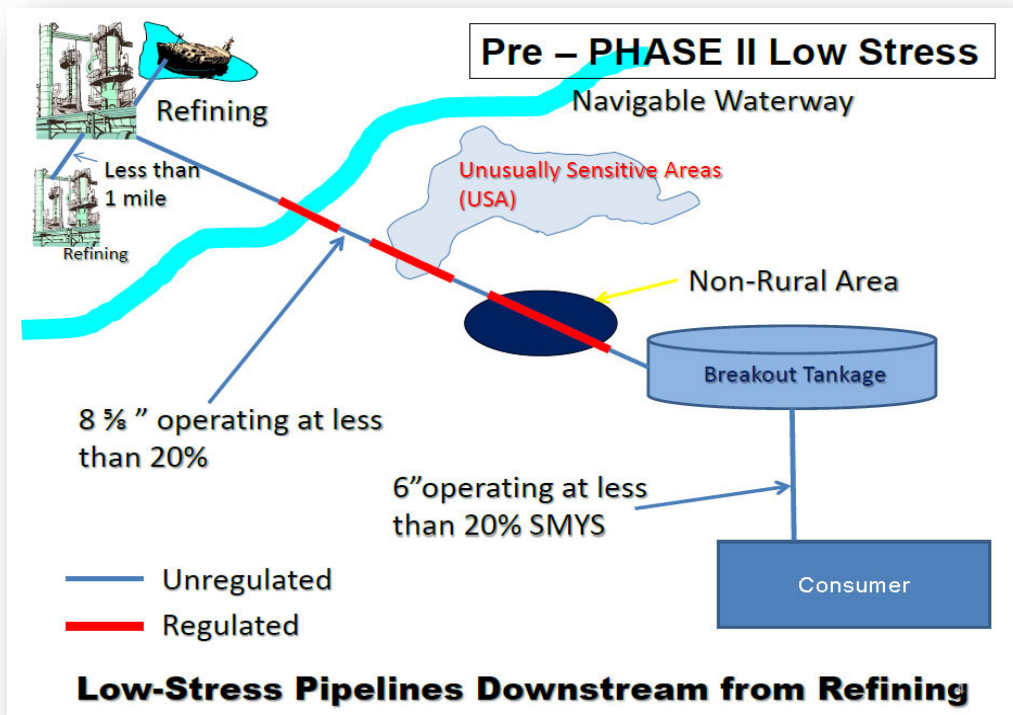 Pre – PHASE II Low Stress
Navigable Waterway
Refining
Less than
1 mile
Refining
Unusually Sensitive Areas
(USA)
Non-Rural Area
Breakout Tankage
8 ⅝ ” operating at less
than 20%
6”operating at less
than 20% SMYS
Consumer
Unregulated
Regulated
Low-Stress Pipelines Downstream from Refining